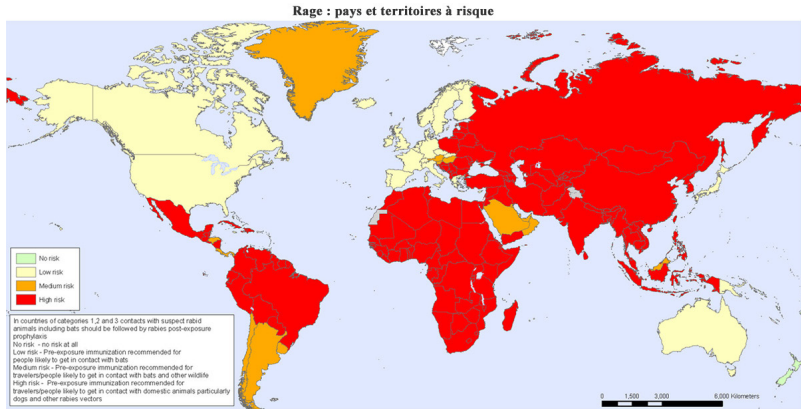 Rage : pays et territoires à risque
No risk
Low risk
Medium risk
High risk
In countries of categories 1,2 and 3 contacts with suspect rabid
animals including bats should be followed by rabies post-exposure
prophylaxis
No risk - no risk at all
Low risk - Pre-exposure immunization recommended for
people likely to get in contact with bats
Medium risk - Pre-exposure immunization recommended for
travelers/people likely to get in contact with bats and other wildlife
High risk - Pre-exposure immunization recommended for
travelers/people likely to get in contact with domestic animals particularly
dogs and other rabies vectors
0 1,500 3,000 6,000 Kilometers